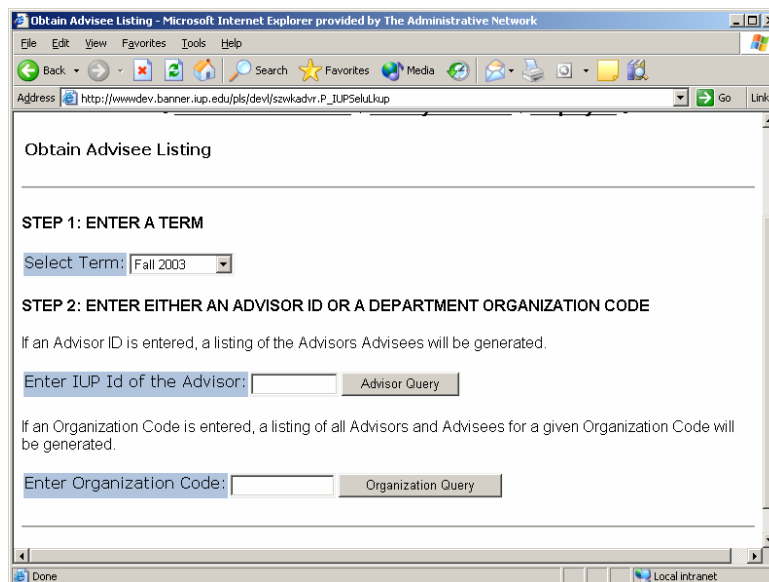 Obtain Advisee Listing - Microsoft Internet Explorer provided by The Administrative Network
File Edit View Favorites Tools Help
Back Search Favorites Media
Address http://wwwdev.banner.iup.edu/pls/devl/szwkadvr.P_IUPSeluLkup Go Link
Obtain Advisee Listing
STEP 1: ENTER A TERM
Select Term: Fall 2003
STEP 2: ENTER EITHER AN ADVISOR ID OR A DEPARTMENT ORGANIZATION CODE
If an Advisor ID is entered, a listing of the Advisors Advisees will be generated.
Enter IUP Id of the Advisor: Advisor Query
If an Organization Code is entered, a listing of all Advisors and Advisees for a given Organization Code will
be generated.
Enter Organization Code: Organization Query
Done Local intranet